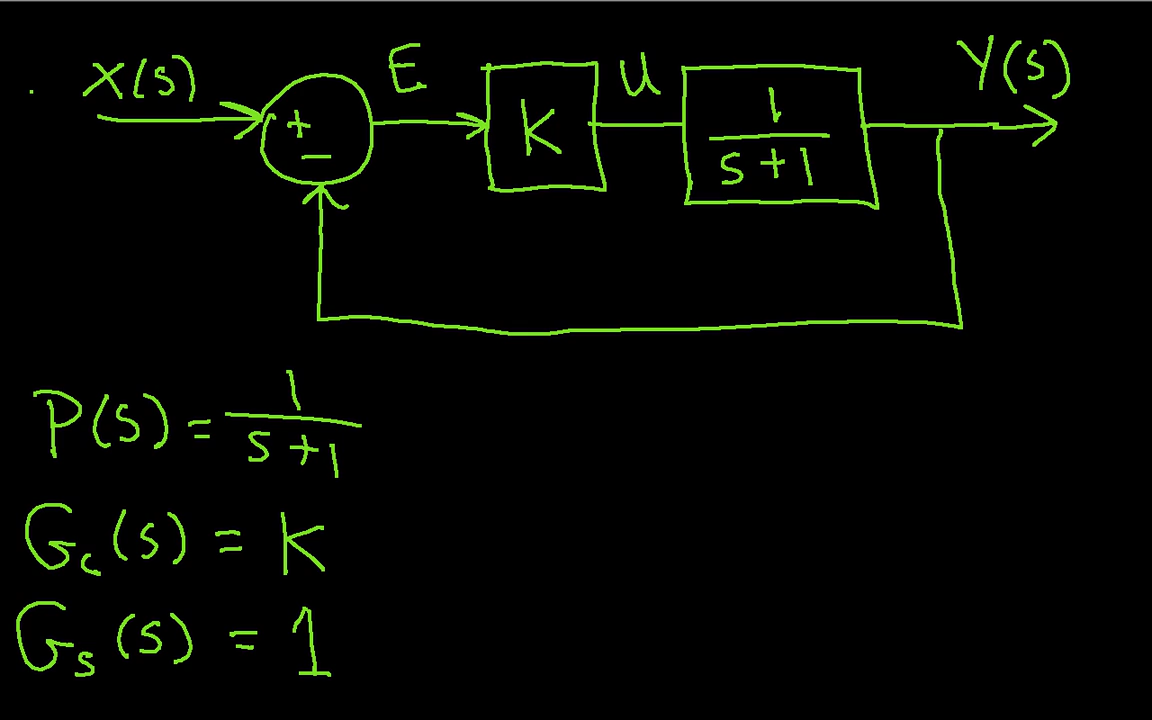 X(s) E U Y(s)
+
−
K
1
s+1
P(s) = 1/(s+1)
Gc(s) = K
Gs(s) = 1